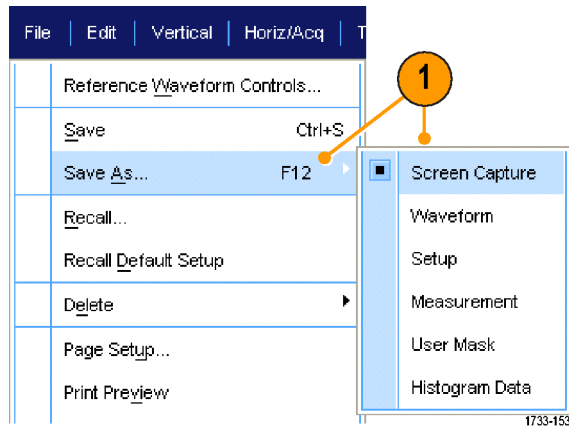 File | Edit | Vertical | Horiz/Acq | T
Reference Waveform Controls...
1
Save Ctrl+S
Save As... F12
Screen Capture
Recall...
Waveform
Recall Default Setup
Setup
Delete
Measurement
Page Setup...
User Mask
Print Preview
Histogram Data
1733-153